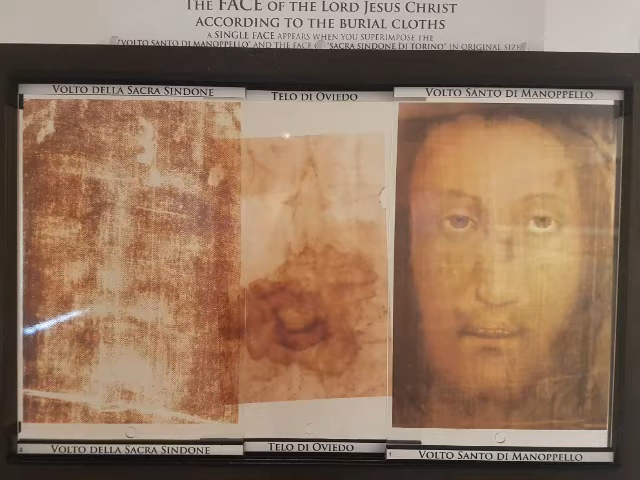 THE FACE OF THE LORD JESUS CHRIST
ACCORDING TO THE BURIAL CLOTHS
A SINGLE FACE APPEARS WHEN YOU SUPERIMPOSE THE
"VOLTO SANTO DI MANOPPELLO" AND THE FACE "SACRA SINDONE DI TORINO" IN ORIGINAL SIZE
VOLTO DELLA SACRA SINDONE
TELO DI OVIEDO
VOLTO SANTO DI MANOPPELLO
VOLTO DELLA SACRA SINDONE
TELO DI OVIEDO
VOLTO SANTO DI MANOPPELLO